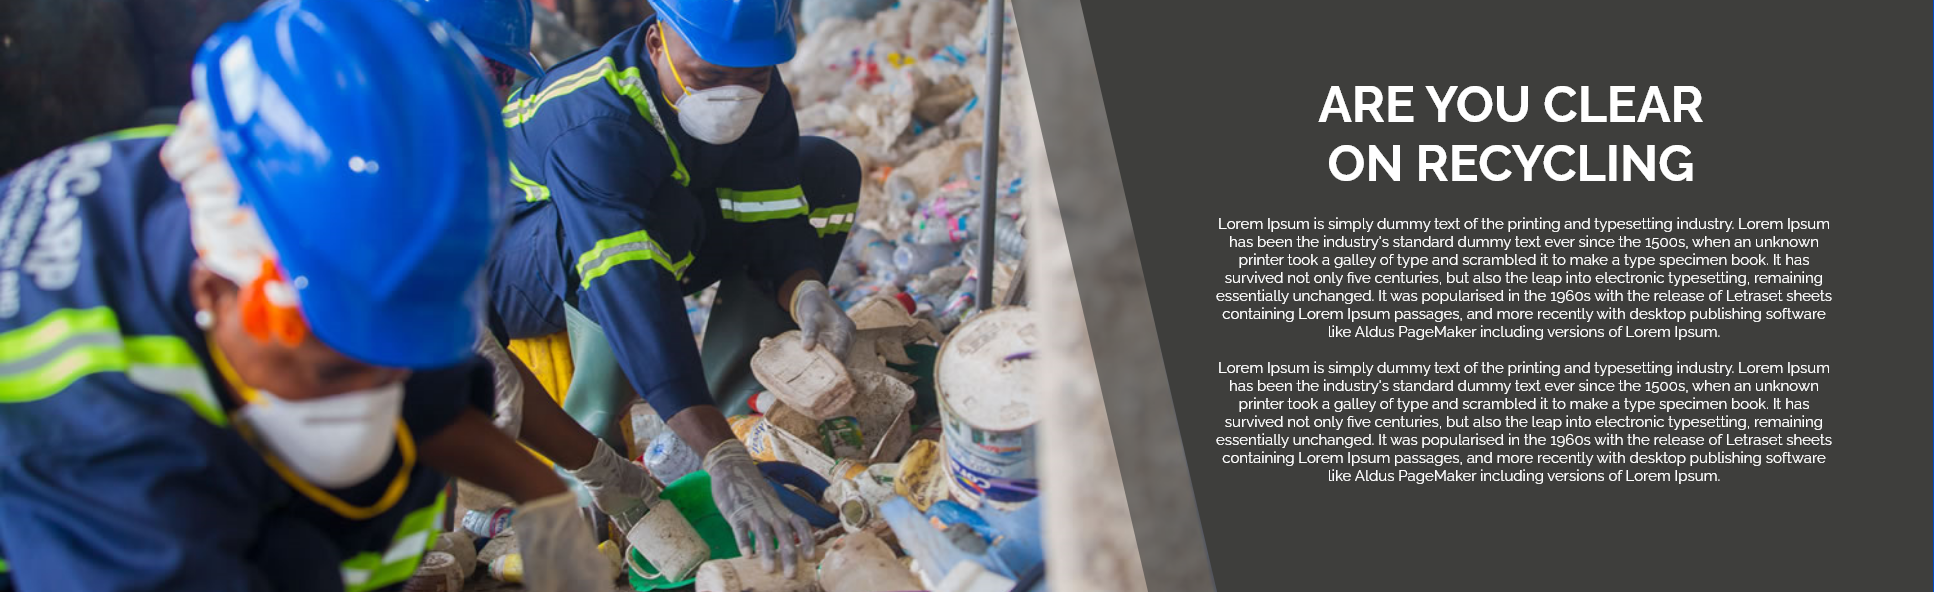 ARE YOU CLEAR
ON RECYCLING
Lorem Ipsum is simply dummy text of the printing and typesetting industry. Lorem Ipsum
has been the industry's standard dummy text ever since the 1500s, when an unknown
printer took a galley of type and scrambled it to make a type specimen book. It has
survived not only five centuries, but also the leap into electronic typesetting, remaining
essentially unchanged. It was popularised in the 1960s with the release of Letraset sheets
containing Lorem Ipsum passages, and more recently with desktop publishing software
like Aldus PageMaker including versions of Lorem Ipsum.
Lorem Ipsum is simply dummy text of the printing and typesetting industry. Lorem Ipsum
has been the industry's standard dummy text ever since the 1500s, when an unknown
printer took a galley of type and scrambled it to make a type specimen book. It has
survived not only five centuries, but also the leap into electronic typesetting, remaining
essentially unchanged. It was popularised in the 1960s with the release of Letraset sheets
containing Lorem Ipsum passages, and more recently with desktop publishing software
like Aldus PageMaker including versions of Lorem Ipsum.